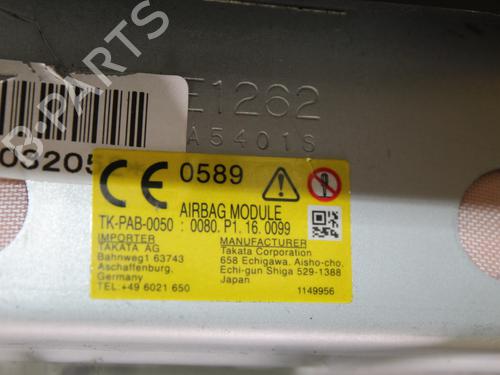 B-PARTS
E1262
A5401S
03205
CE 0589
AIRBAG MODULE
TK-PAB-0050 : 0080. P1. 16. 0099
IMPORTER
TAKATA AG
Bahnweg1 63743
Aschaffenburg.
Germany
TEL;+49 6021 650
MANUFACTURER
Takata Corporation
658 Echigawa, Aisho-cho.
Echi-gun Shiga 529-1388
Japan
1149956